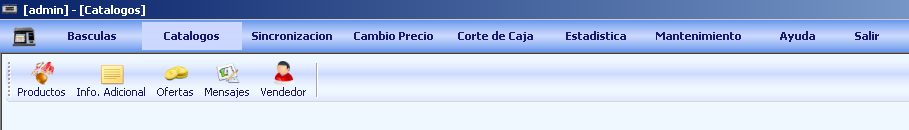 [admin] - [Catalogos]
Basculas Catalogos Sincronizacion Cambio Precio Corte de Caja Estadistica Mantenimiento Ayuda Salir
Productos Info. Adicional Ofertas Mensajes Vendedor